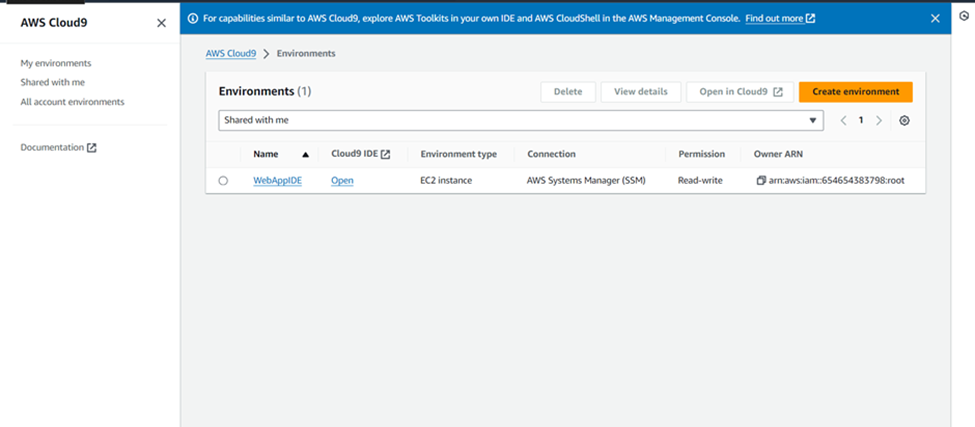 AWS Cloud9
My environments
Shared with me
All account environments
Documentation
For capabilities similar to AWS Cloud9, explore AWS Toolkits in your own IDE and AWS CloudShell in the AWS Management Console. Find out more
AWS Cloud9 > Environments
Environments (1)
Delete View details Open in Cloud9 Create environment
Shared with me
1
Name Cloud9 IDE Environment type Connection Permission Owner ARN
WebAppIDE Open EC2 instance AWS Systems Manager (SSM) Read-write arn:aws:iam::654654383798:root